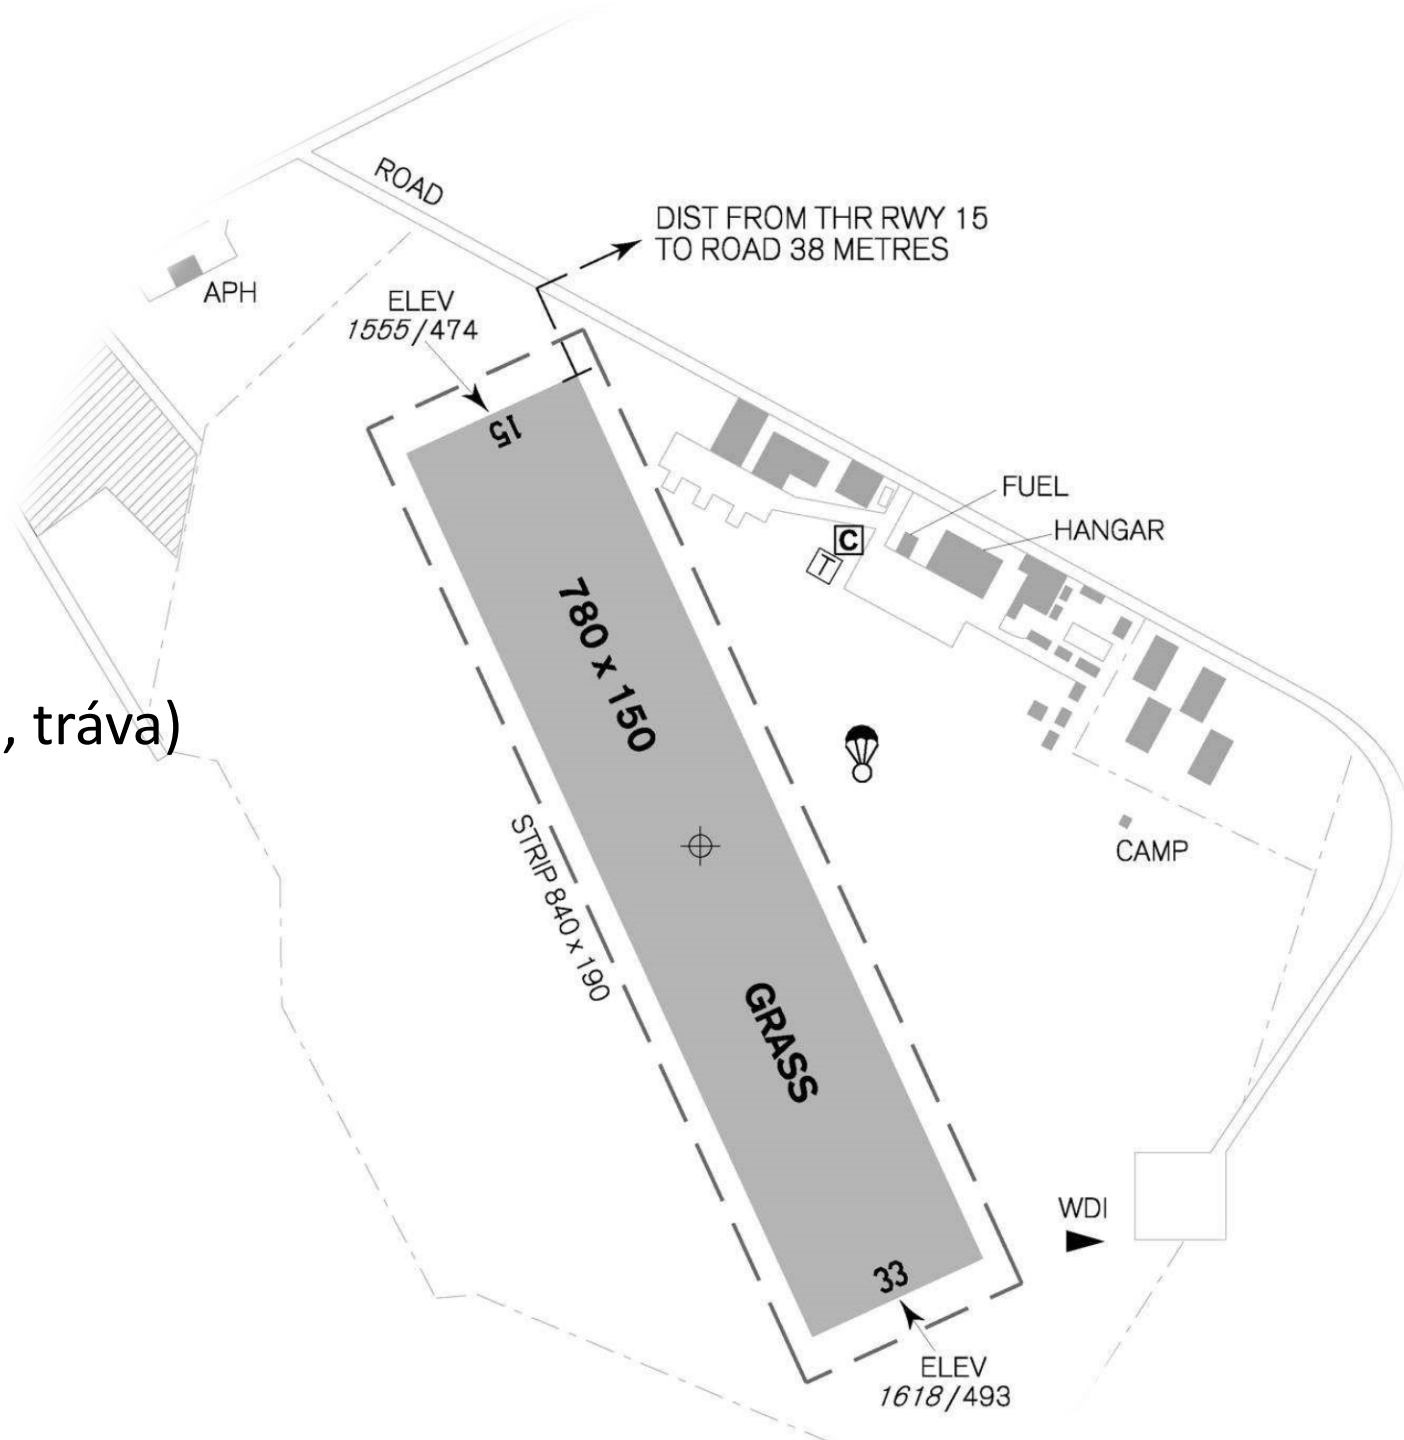 ROAD
DIST FROM THR RWY 15
TO ROAD 38 METRES
APH
ELEV
1555/474
15
FUEL
HANGAR
C
T
780 x 150
, tráva)
STRIP 840 x 190
CAMP
GRASS
WDI
33
ELEV
1618/493